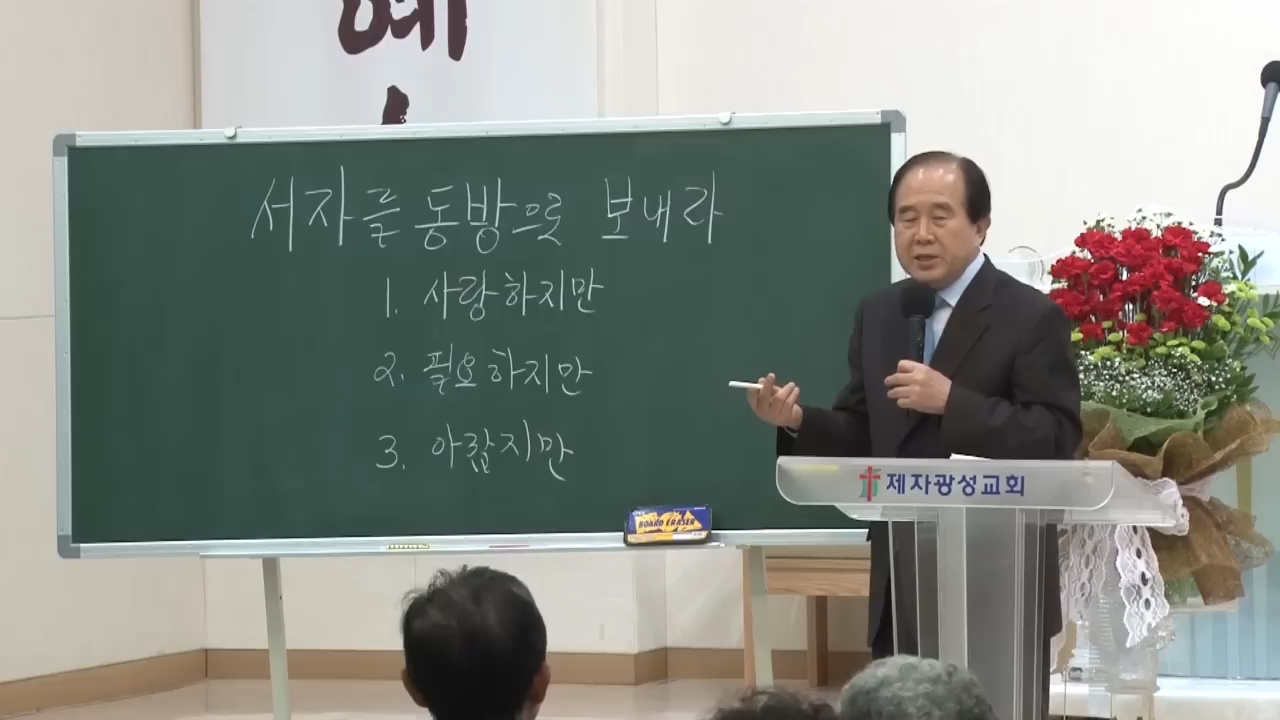 예
서자를 동방으로 보내라
1. 사랑하지만
2. 필요하지만
3. 아깝지만
BOARD ERASER
제자광성교회